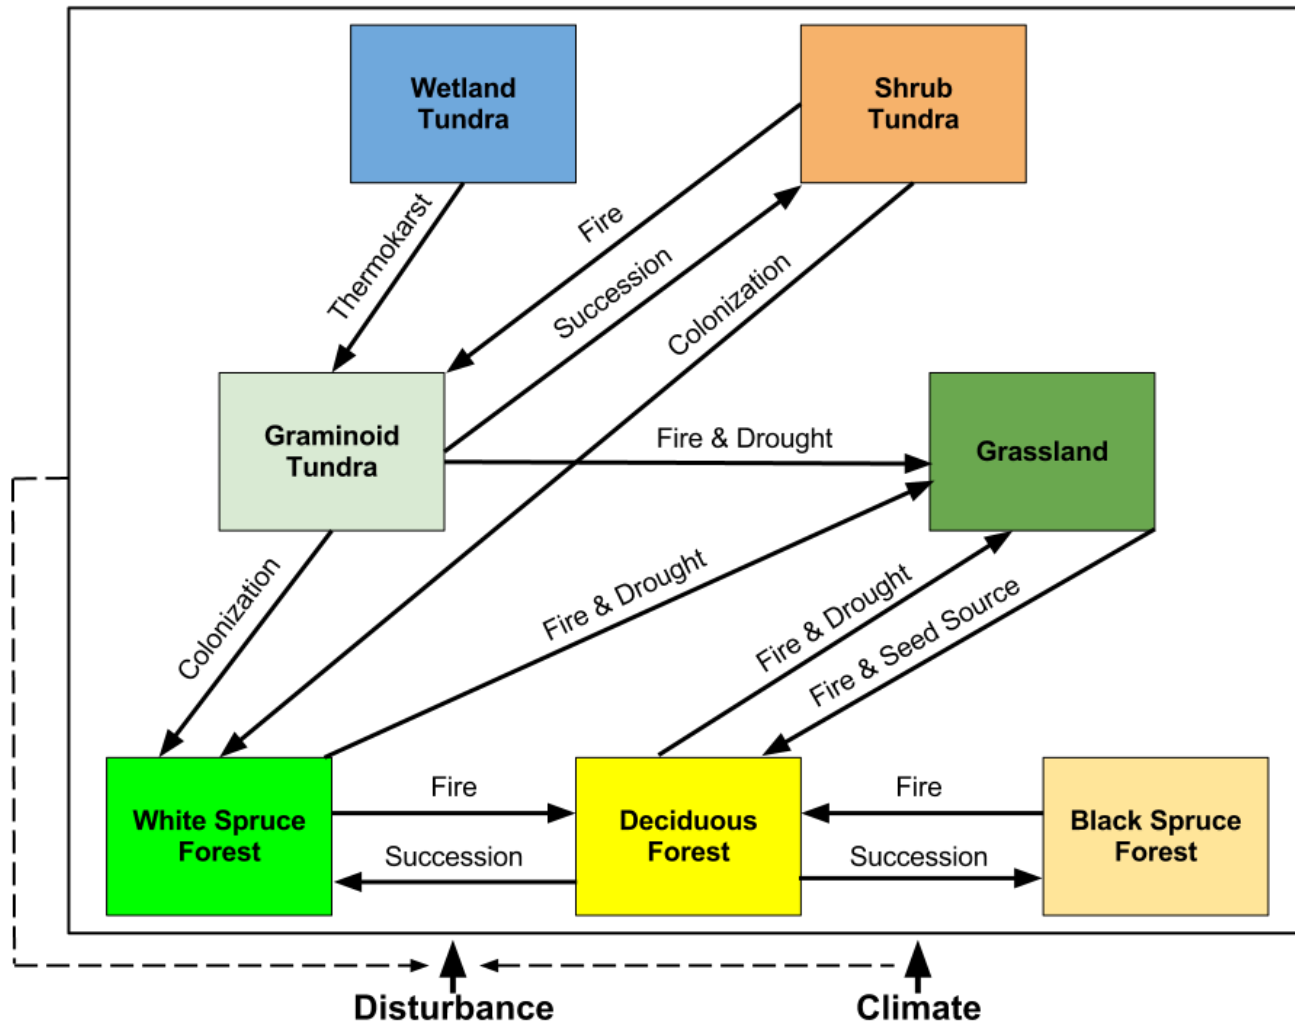 Wetland
Tundra
Shrub
Tundra
Thermokarst
Fire
Succession
Colonization
Graminoid
Tundra
Fire & Drought
Grassland
Colonization
Fire & Drought
Fire & Drought
Fire & Seed Source
White Spruce
Forest
Fire
Succession
Deciduous
Forest
Fire
Succession
Black Spruce
Forest
Disturbance
Climate